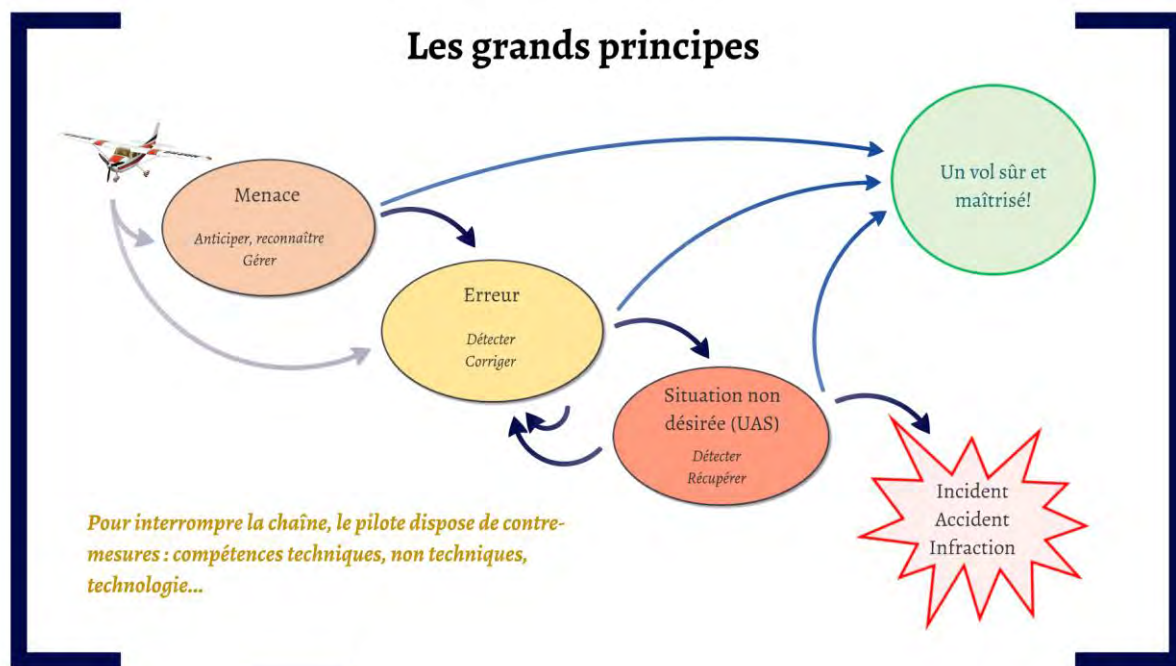 Les grands principes
Menace
Anticiper, reconnaître
Gérer
Un vol sûr et
maîtrisé!
Erreur
Détecter
Corriger
Situation non
désirée (UAS)
Détecter
Récupérer
Incident
Accident
Infraction
Pour interrompre la chaîne, le pilote dispose de contre-
mesures : compétences techniques, non techniques,
technologie...